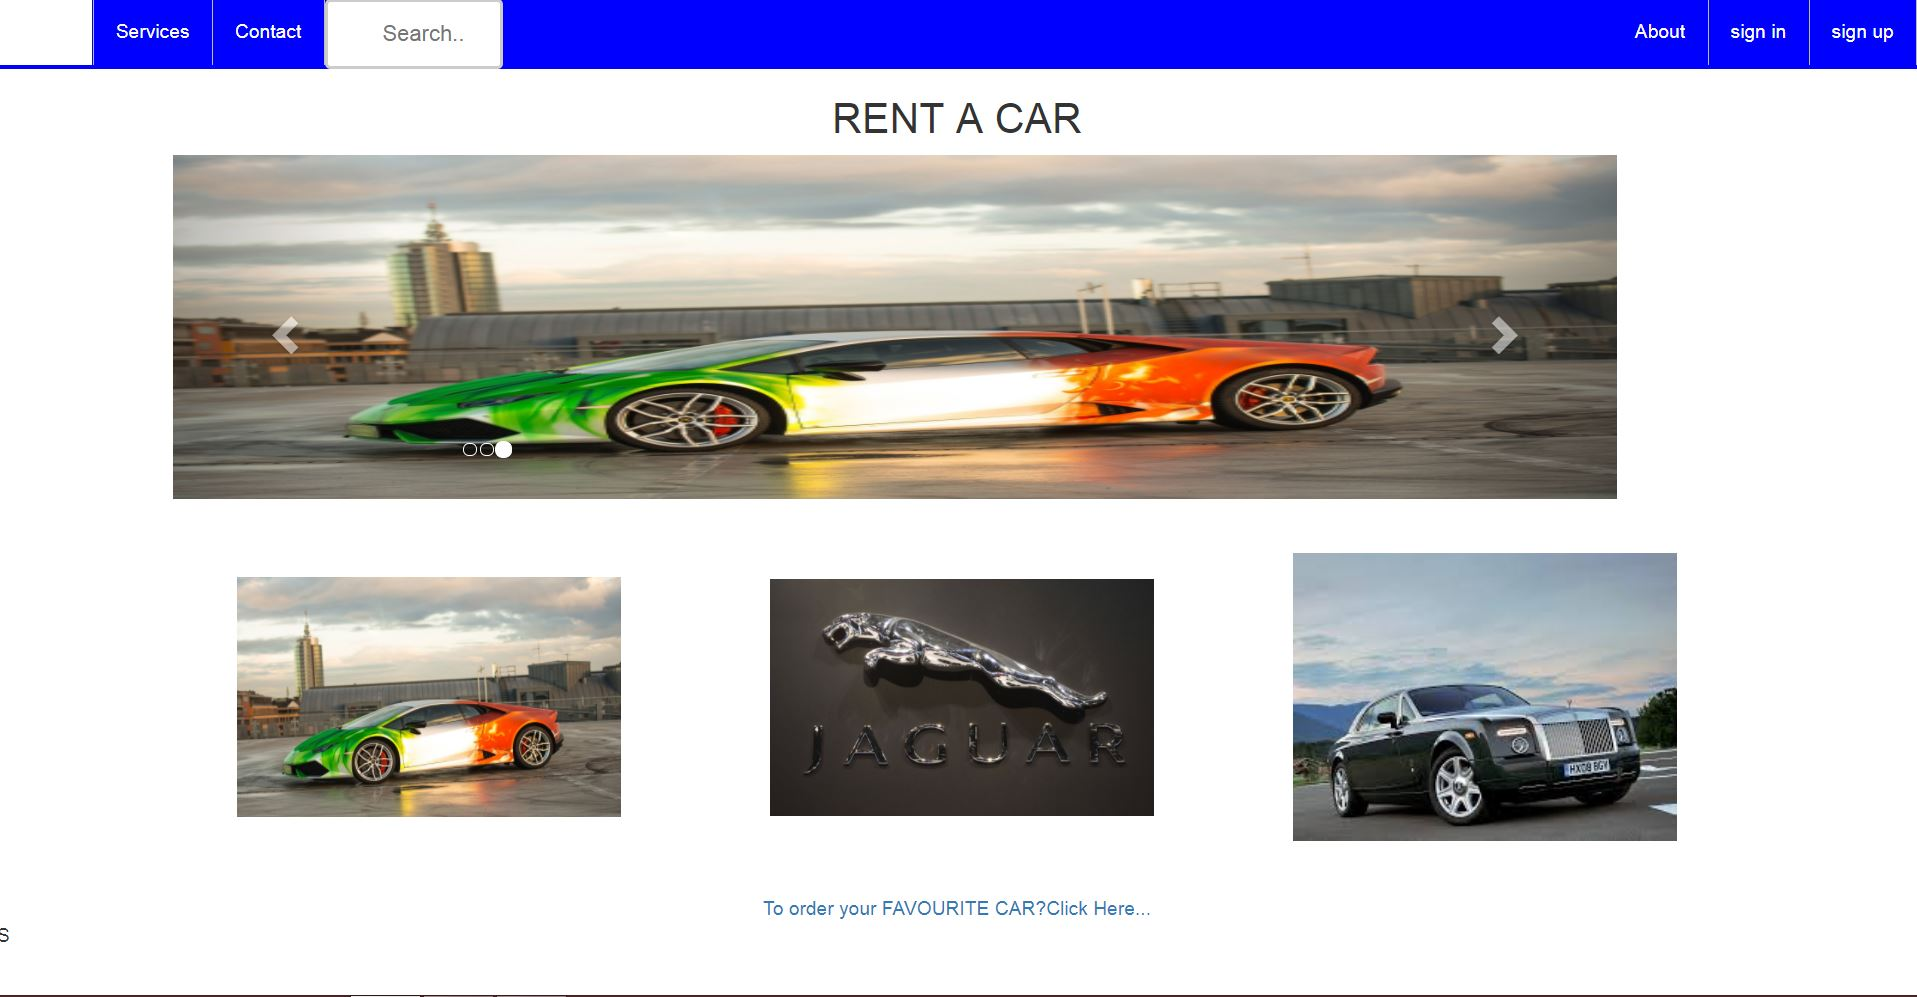 Services Contact Search.. About sign in sign up
RENT A CAR
JAGUAR
HX08 BGV
To order your FAVOURITE CAR?Click Here...
S